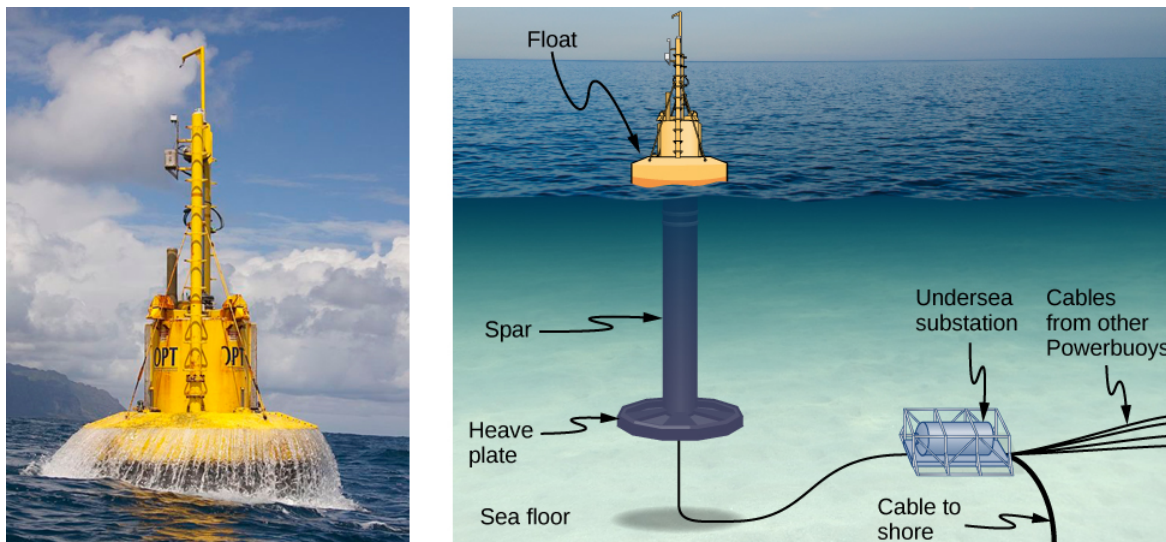 OPT
OPT
Float
Spar
Heave
plate
Sea floor
Undersea
substation
Cables
from other
Powerbuoys
Cable to
shore